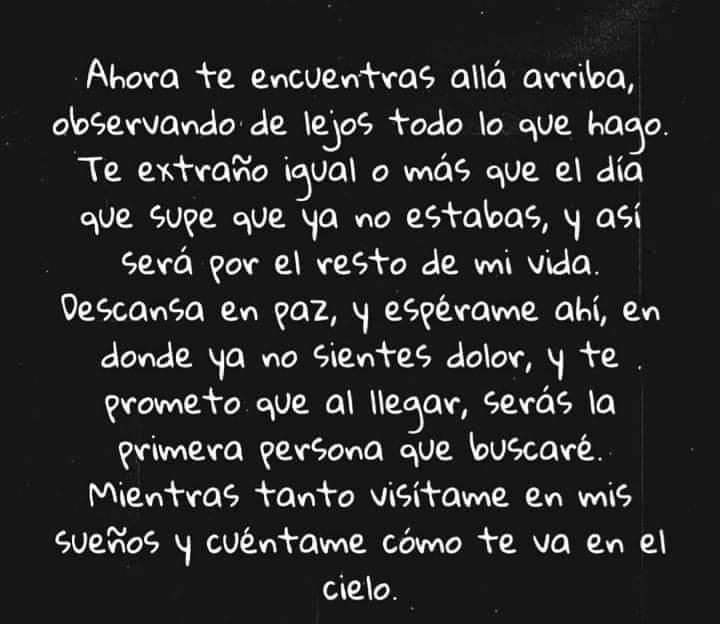 Ahora te encuentras allá arriba,
observando de lejos todo lo que hago.
Te extraño igual o más que el día
que supe que ya no estabas, y así
será por el resto de mi vida.
Descansa en paz, y espérame ahí, en
donde ya no sientes dolor, y te
prometo que al llegar, serás la
primera persona que buscaré.
Mientras tanto visítame en mis
sueños y cuéntame cómo te va en el
cielo.